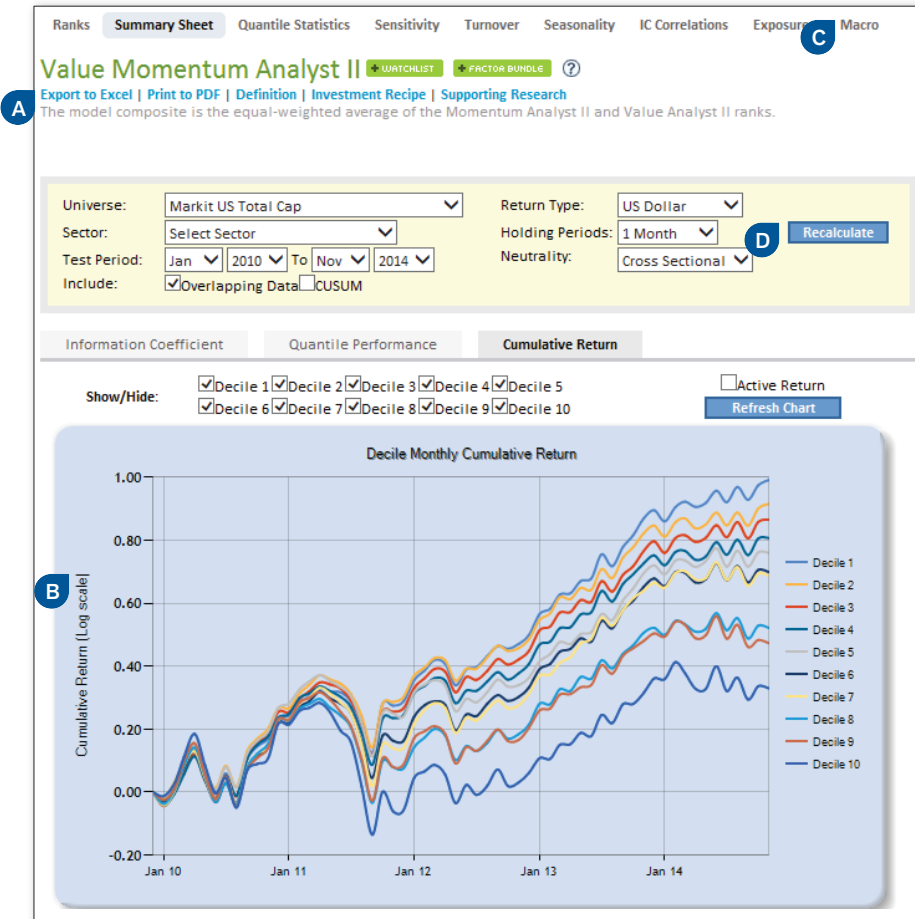 Ranks Summary Sheet Quantile Statistics Sensitivity Turnover Seasonality IC Correlations Exposure Macro
C
Value Momentum Analyst II + WATCHLIST + FACTOR BUNDLE ?
A
Export to Excel | Print to PDF | Definition | Investment Recipe | Supporting Research
The model composite is the equal-weighted average of the Momentum Analyst II and Value Analyst II ranks.
Universe: Markit US Total Cap Return Type: US Dollar
Sector: Select Sector Holding Periods: 1 Month D Recalculate
Test Period: Jan 2010 To Nov 2014 Neutrality: Cross Sectional
Include: Overlapping Data CUSUM
Information Coefficient Quantile Performance Cumulative Return
Show/Hide: Decile 1 Decile 2 Decile 3 Decile 4 Decile 5 Active Return
Decile 6 Decile 7 Decile 8 Decile 9 Decile 10 Refresh Chart
Decile Monthly Cumulative Return
1.00
0.80
0.60
0.40
0.20
0.00
-0.20
B
Cumulative Return [Log scale]
Jan 10 Jan 11 Jan 12 Jan 13 Jan 14
Decile 1
Decile 2
Decile 3
Decile 4
Decile 5
Decile 6
Decile 7
Decile 8
Decile 9
Decile 10